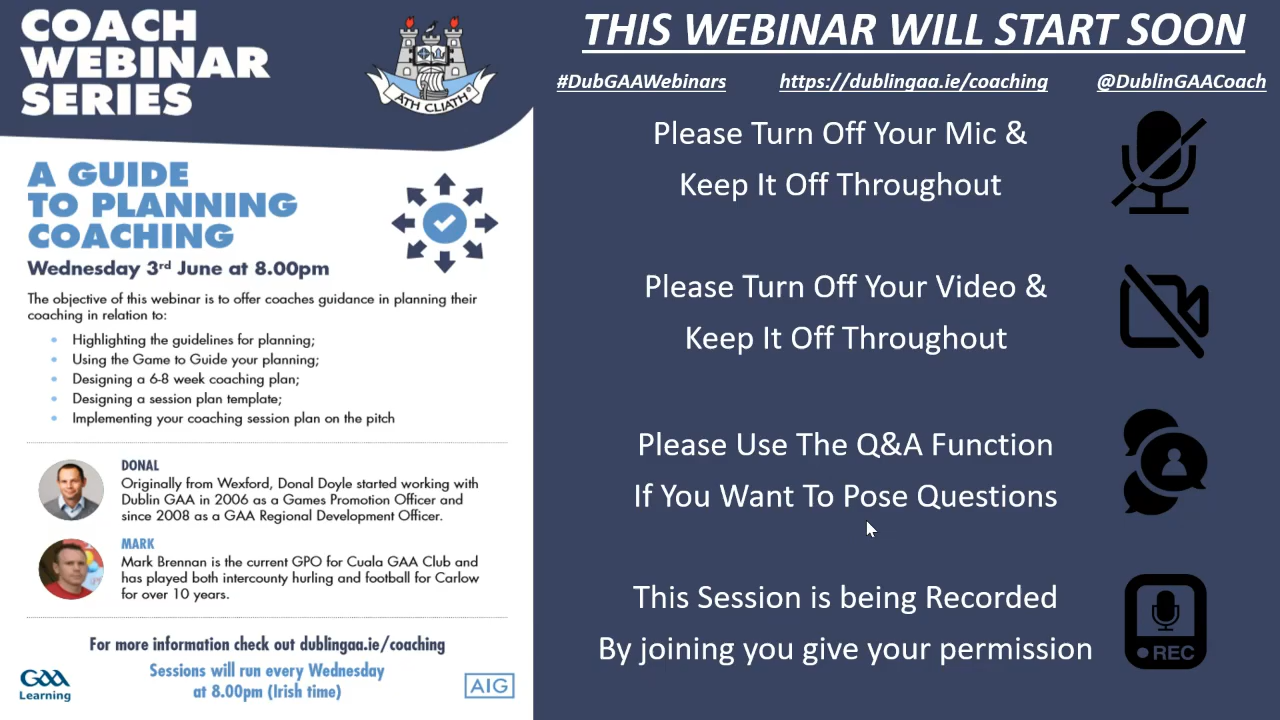 COACH
WEBINAR
SERIES
ÁTH CLIATH
A GUIDE
TO PLANNING
COACHING
Wednesday 3rd June at 8.00pm
The objective of this webinar is to offer coaches guidance in planning their
coaching in relation to:
• Highlighting the guidelines for planning;
• Using the Game to Guide your planning;
• Designing a 6-8 week coaching plan;
• Designing a session plan template;
• Implementing your coaching session plan on the pitch
DONAL
Originally from Wexford, Donal Doyle started working with
Dublin GAA in 2006 as a Games Promotion Officer and
since 2008 as a GAA Regional Development Officer.
MARK
Mark Brennan is the current GPO for Cuala GAA Club and
has played both intercounty hurling and football for Carlow
for over 10 years.
For more information check out dublingaa.ie/coaching
Sessions will run every Wednesday
at 8.00pm (Irish time)
GAA
Learning
AIG
THIS WEBINAR WILL START SOON
#DubGAAWebinars https://dublingaa.ie/coaching @DublinGAACoach
Please Turn Off Your Mic &
Keep It Off Throughout
Please Turn Off Your Video &
Keep It Off Throughout
Please Use The Q&A Function
If You Want To Pose Questions
This Session is being Recorded
By joining you give your permission
REC